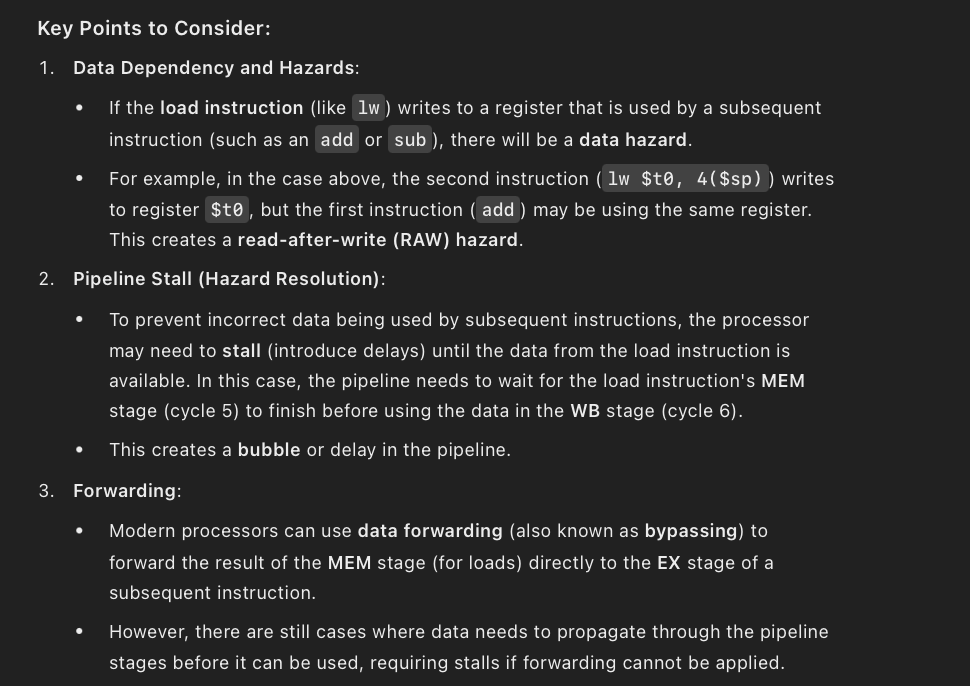 Key Points to Consider:
1. Data Dependency and Hazards:
• If the load instruction (like lw) writes to a register that is used by a subsequent
instruction (such as an add or sub), there will be a data hazard.
• For example, in the case above, the second instruction (lw $t0, 4($sp)) writes
to register $t0, but the first instruction (add) may be using the same register.
This creates a read-after-write (RAW) hazard.
2. Pipeline Stall (Hazard Resolution):
• To prevent incorrect data being used by subsequent instructions, the processor
may need to stall (introduce delays) until the data from the load instruction is
available. In this case, the pipeline needs to wait for the load instruction's MEM
stage (cycle 5) to finish before using the data in the WB stage (cycle 6).
• This creates a bubble or delay in the pipeline.
3. Forwarding:
• Modern processors can use data forwarding (also known as bypassing) to
forward the result of the MEM stage (for loads) directly to the EX stage of a
subsequent instruction.
• However, there are still cases where data needs to propagate through the pipeline
stages before it can be used, requiring stalls if forwarding cannot be applied.